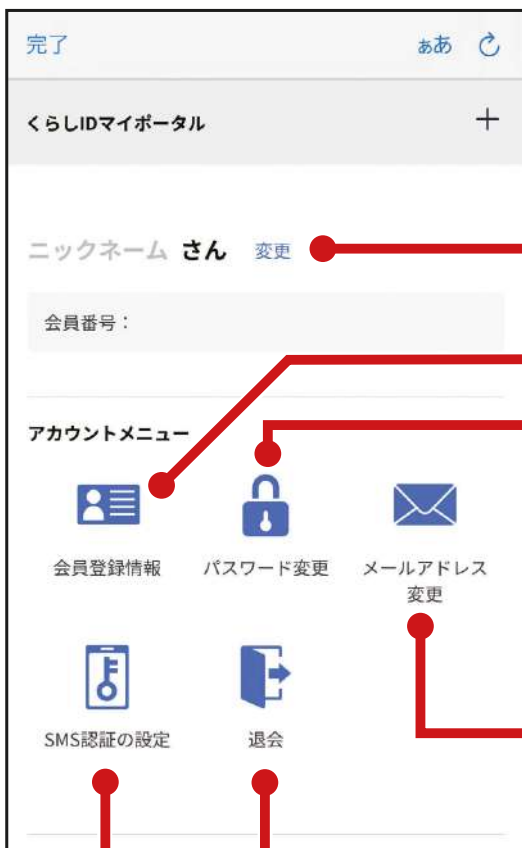 完了 ぁあ
くらしIDマイポータル +
ニックネーム さん 変更
会員番号：
アカウントメニュー
会員登録情報 パスワード変更 メールアドレス
変更
SMS認証の設定 退会